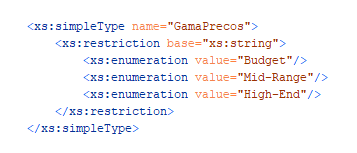 <xs:simpleType name="GamaPrecos">
<xs:restriction base="xs:string">
<xs:enumeration value="Budget"/>
<xs:enumeration value="Mid-Range"/>
<xs:enumeration value="High-End"/>
</xs:restriction>
</xs:simpleType>